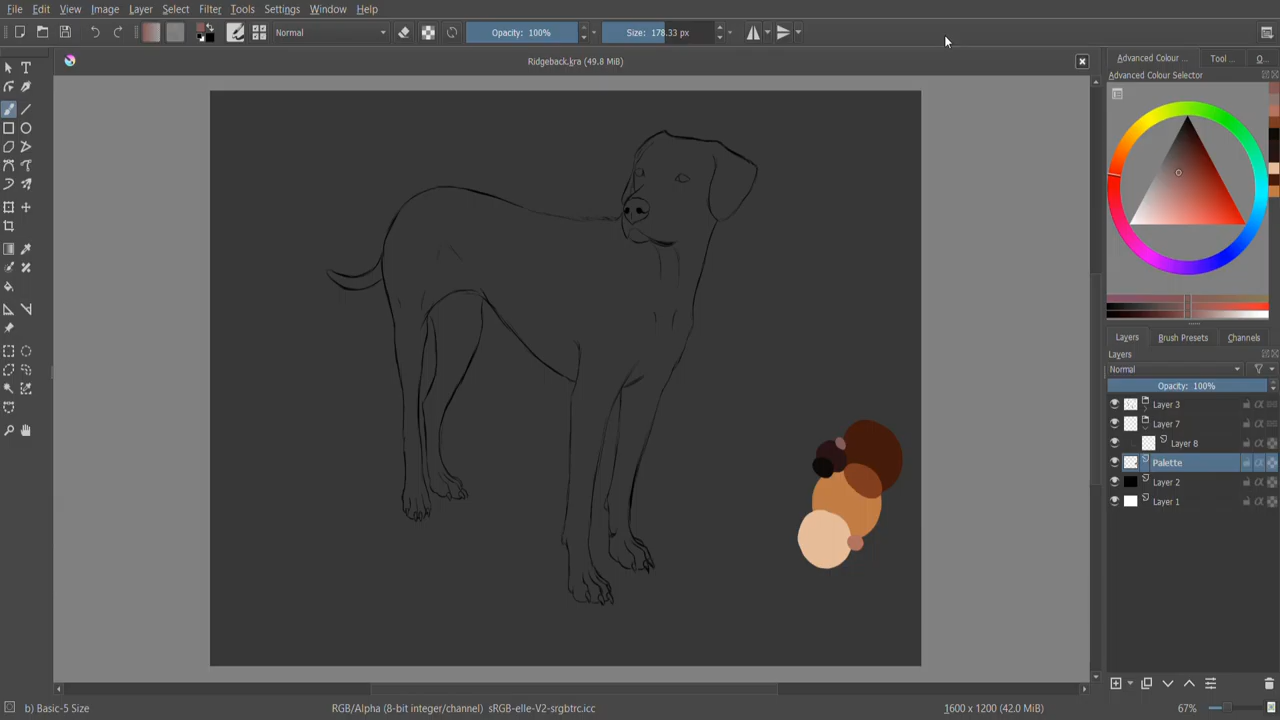 File Edit View Image Layer Select Filter Tools Settings Window Help
Normal Opacity: 100% Size: 178.33 px
Ridgeback.kra (49.8 MiB)
Advanced Colour ... Tool ... O...
Advanced Colour Selector
Layers Brush Presets Channels
Layers
Normal
Opacity: 100%
Layer 3
Layer 7
Layer 8
Palette
Layer 2
Layer 1
b) Basic-5 Size RGB/Alpha (8-bit integer/channel) sRGB-elle-V2-srgbtrc.icc 1600 x 1200 (42.0 MiB) 67%